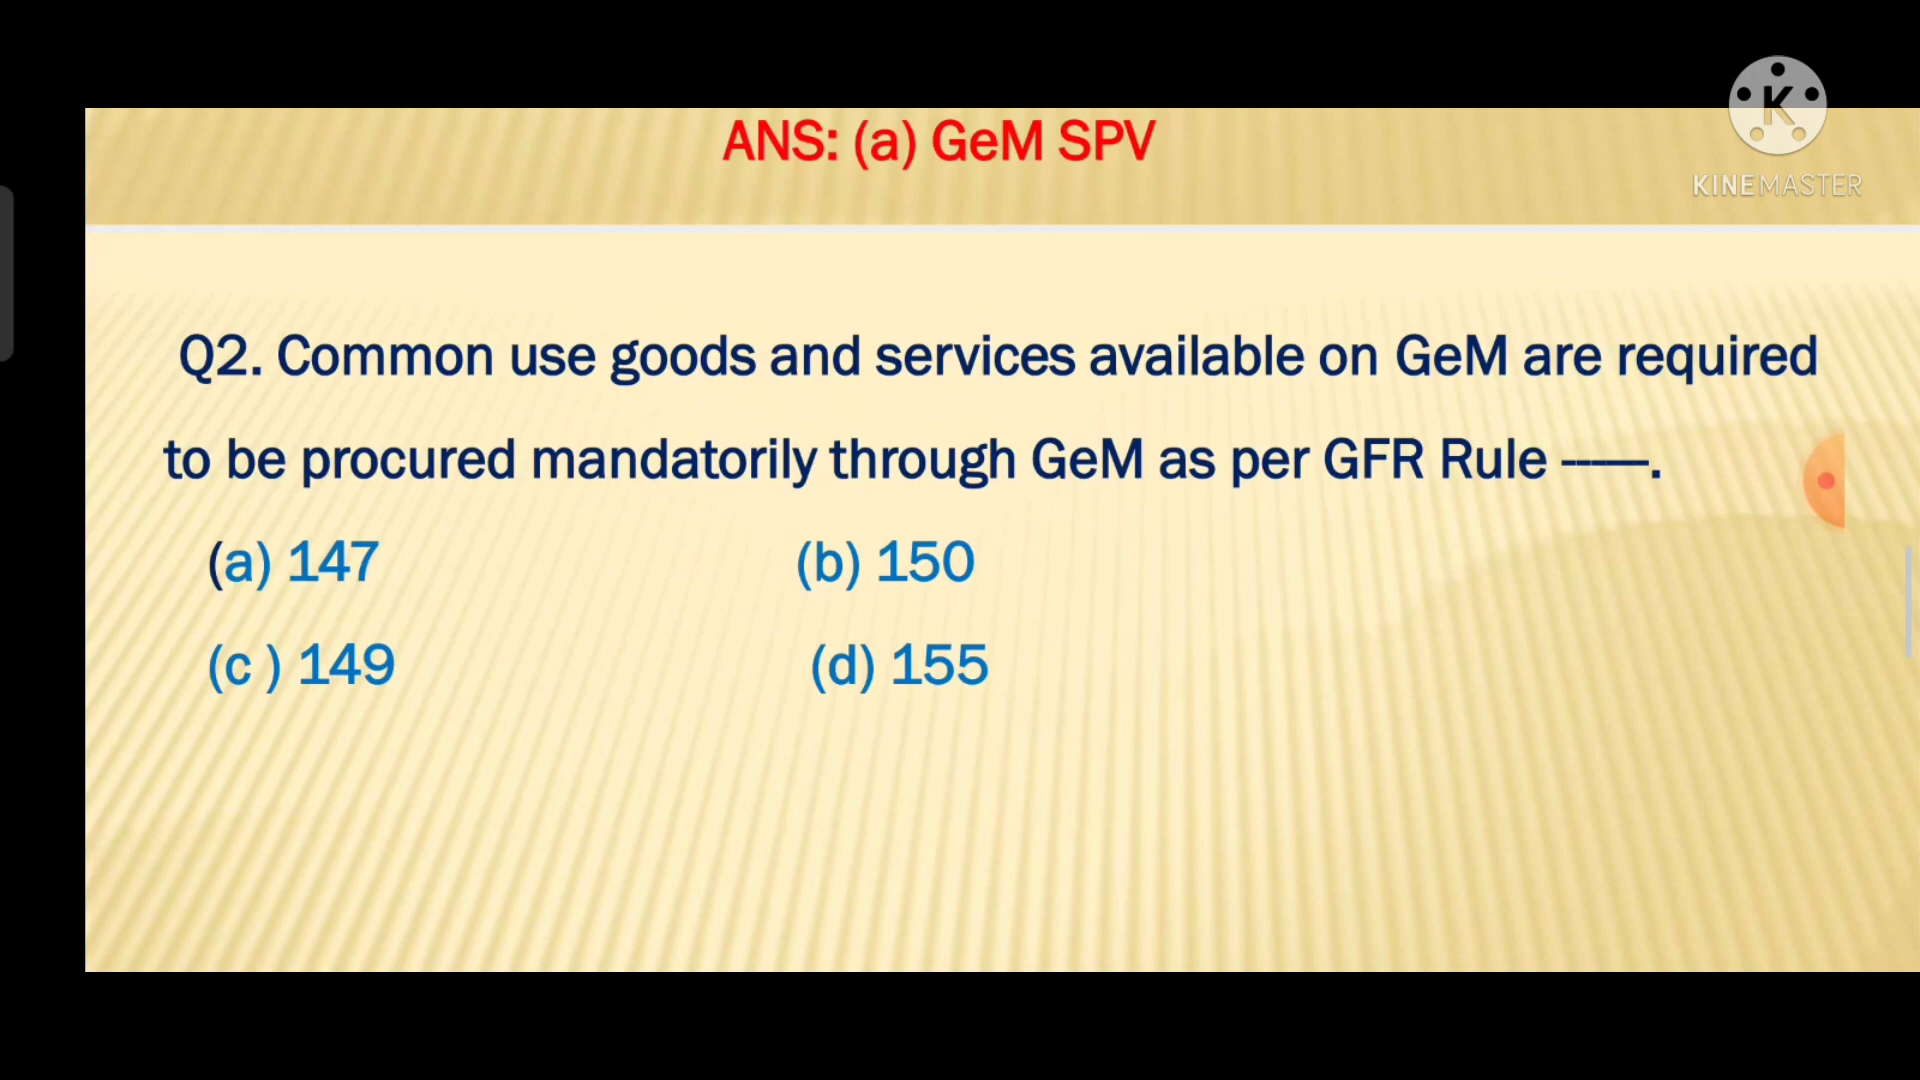 ANS: (a) GeM SPV
K
KINEMASTER
Q2. Common use goods and services available on GeM are required
to be procured mandatorily through GeM as per GFR Rule -----.
(a) 147 (b) 150
(c ) 149 (d) 155